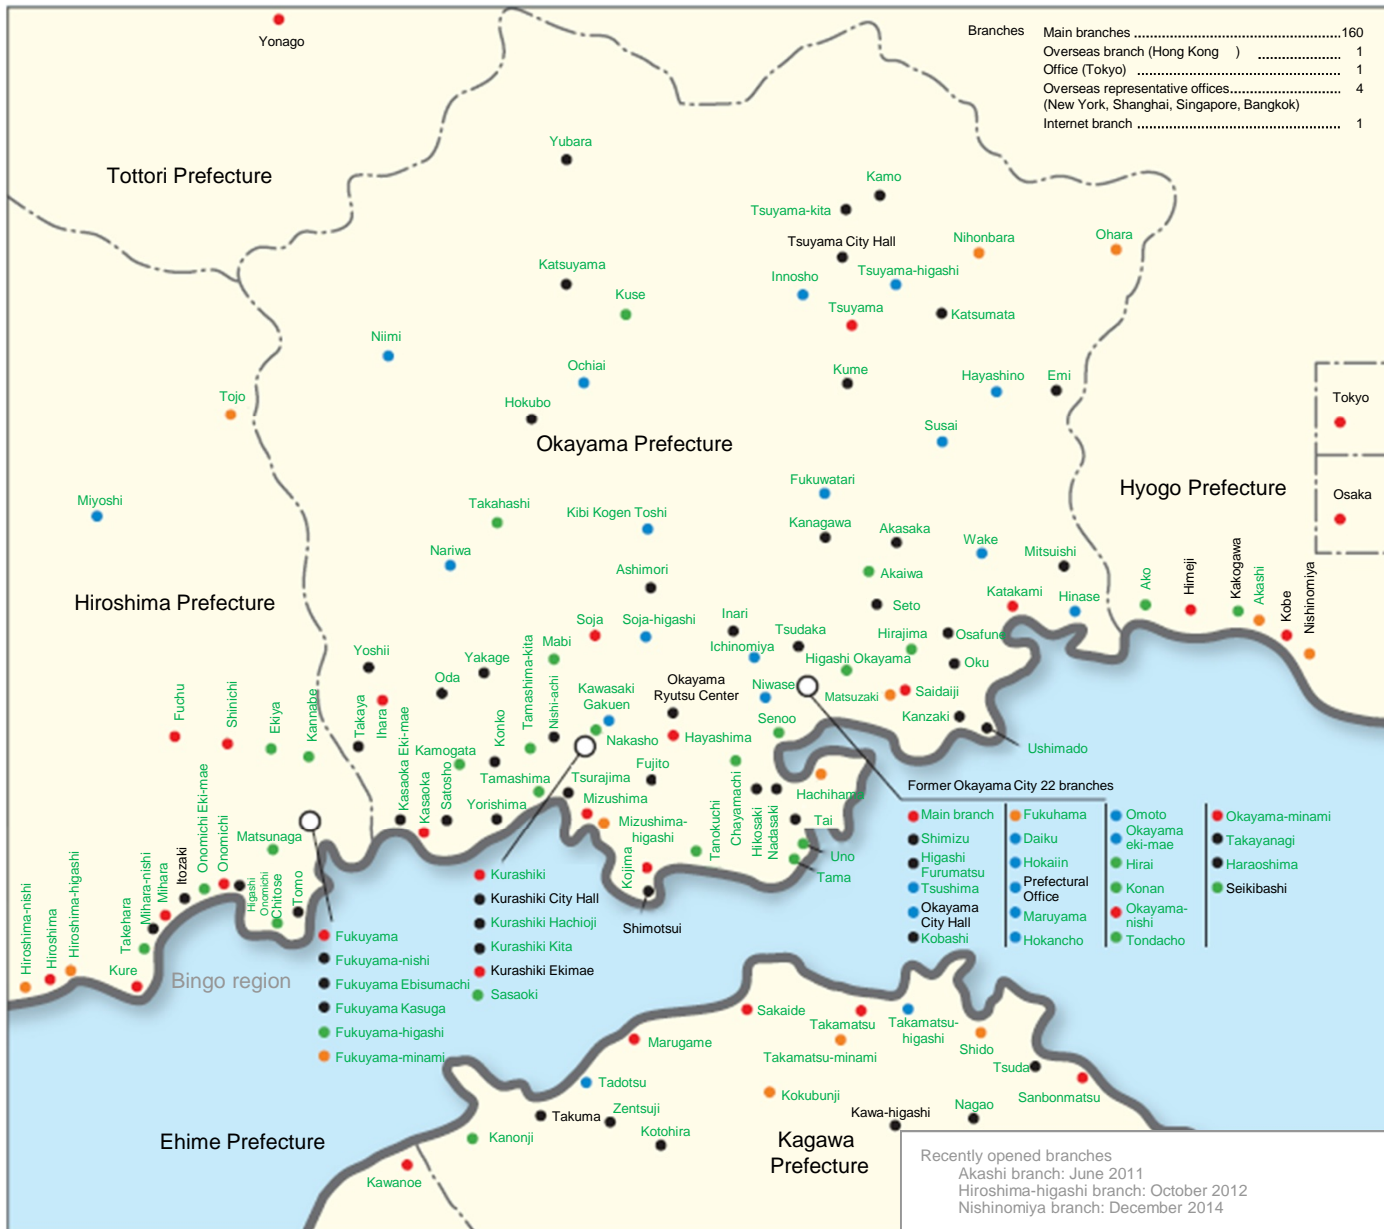 Yonago
Branches
Main branches ........................................................ 160
Overseas branch (Hong Kong ) ...................... 1
Office (Tokyo) ....................................................... 1
Overseas representative offices.............................. 4
(New York, Shanghai, Singapore, Bangkok)
Internet branch ....................................................... 1
Yubara
Tottori Prefecture
Kamo
Tsuyama-kita
Tsuyama City Hall
Nihonbara
Ohara
Katsuyama
Innosho
Tsuyama-higashi
Kuse
Tsuyama
Katsumata
Niimi
Ochiai
Kume
Hayashino
Emi
Tojo
Hokubo
Tokyo
Okayama Prefecture
Susai
Miyoshi
Takahashi
Kibi Kogen Toshi
Fukuwatari
Hyogo Prefecture
Osaka
Kanagawa
Akasaka
Wake
Mitsuishi
Nariwa
Ashimori
Akaiwa
Hiroshima Prefecture
Seto
Katakami
Hinase
Ako
Himeji
Kakogawa
Akashi
Kobe
Nishinomiya
Soja
Soja-higashi
Inari
Ichinomiya
Tsudaka
Hirajima
Osafune
Yoshii
Oda
Yakage
Tamashima-kita
Mabi
Nishi-achi
Higashi Okayama
Oku
Okayama
Ryutsu Center
Niwase
Matsuzaki
Saidaiji
Kawasaki
Gakuen
Kanzaki
Fuchu
Shinichi
Ekiya
Kannabe
Takaya
Ihara
Kasaoka Eki-mae
Kamogata
Konko
Nakasho
Hayashima
Senoo
Ushimado
Kasaoka
Satosho
Tamashima
Tsurajima
Fujito
Yorishima
Mizushima
Mizushima-
higashi
Tanokuchi
Chayamachi
Hikosaki
Nadasaki
Hachihama
Tai
Uno
Tama
Kojima
Shimotsui
Onomichi Eki-mae
Matsunaga
Hiroshima-nishi
Hiroshima
Hiroshima-higashi
Takehara
Mihara-nishi
Mihara
Itozaki
Onomichi
Higashi
Onomichi
Chitose
Tomo
Kure
Bingo region
Fukuyama
Fukuyama-nishi
Fukuyama Ebisumachi
Fukuyama Kasuga
Fukuyama-higashi
Fukuyama-minami
Kurashiki
Kurashiki City Hall
Kurashiki Hachioji
Kurashiki Kita
Kurashiki Ekimae
Sasaoki
Former Okayama City 22 branches
Main branch
Shimizu
Higashi
Furumatsu
Tsushima
Okayama
City Hall
Kobashi
Fukuhama
Daiku
Hokaiin
Prefectural
Office
Maruyama
Hokancho
Omoto
Okayama
eki-mae
Hirai
Konan
Okayama-
nishi
Tondacho
Okayama-minami
Takayanagi
Haraoshima
Seikibashi
Sakaide
Takamatsu
Takamatsu-
higashi
Marugame
Takamatsu-minami
Shido
Tsuda
Tadotsu
Kokubunji
Sanbonmatsu
Takuma
Zentsuji
Kawa-higashi
Nagao
Kanonji
Kotohira
Ehime Prefecture
Kagawa
Prefecture
Kawanoe
Recently opened branches
Akashi branch: June 2011
Hiroshima-higashi branch: October 2012
Nishinomiya branch: December 2014